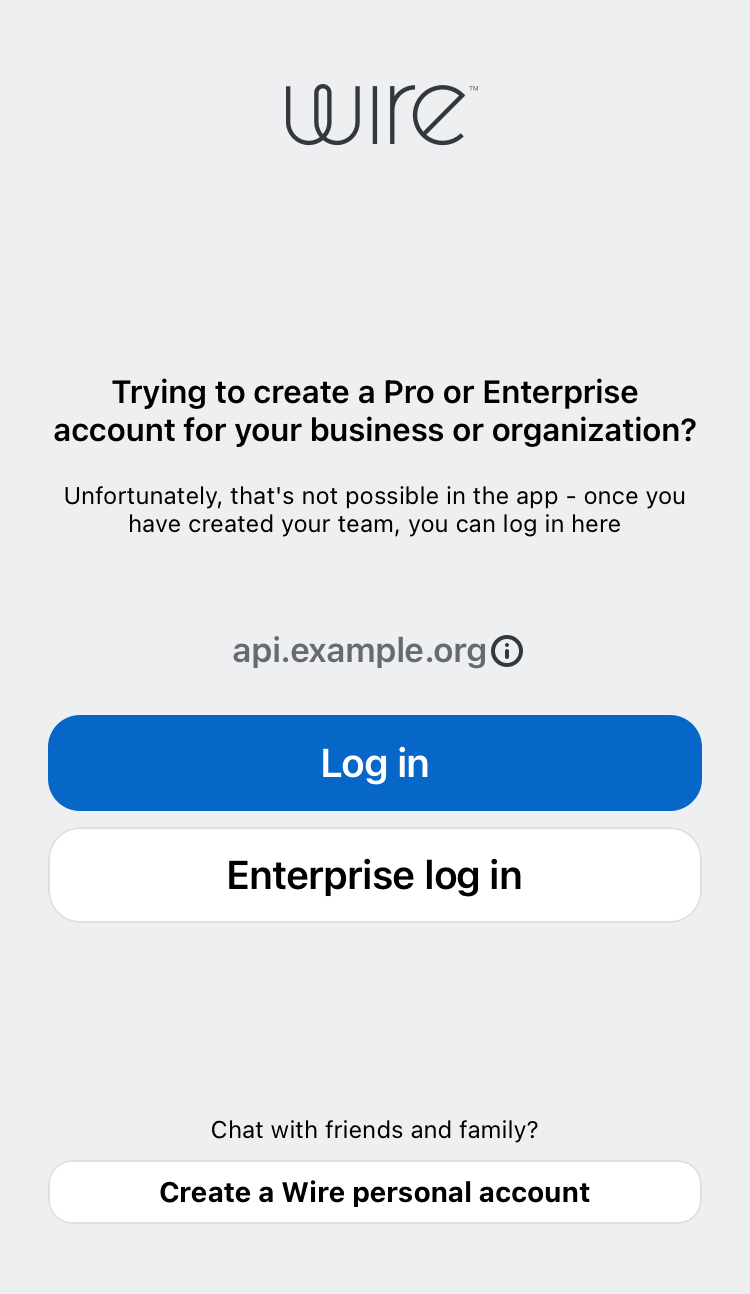 wire™
Trying to create a Pro or Enterprise
account for your business or organization?
Unfortunately, that's not possible in the app - once you
have created your team, you can log in here
api.example.org
Log in
Enterprise log in
Chat with friends and family?
Create a Wire personal account